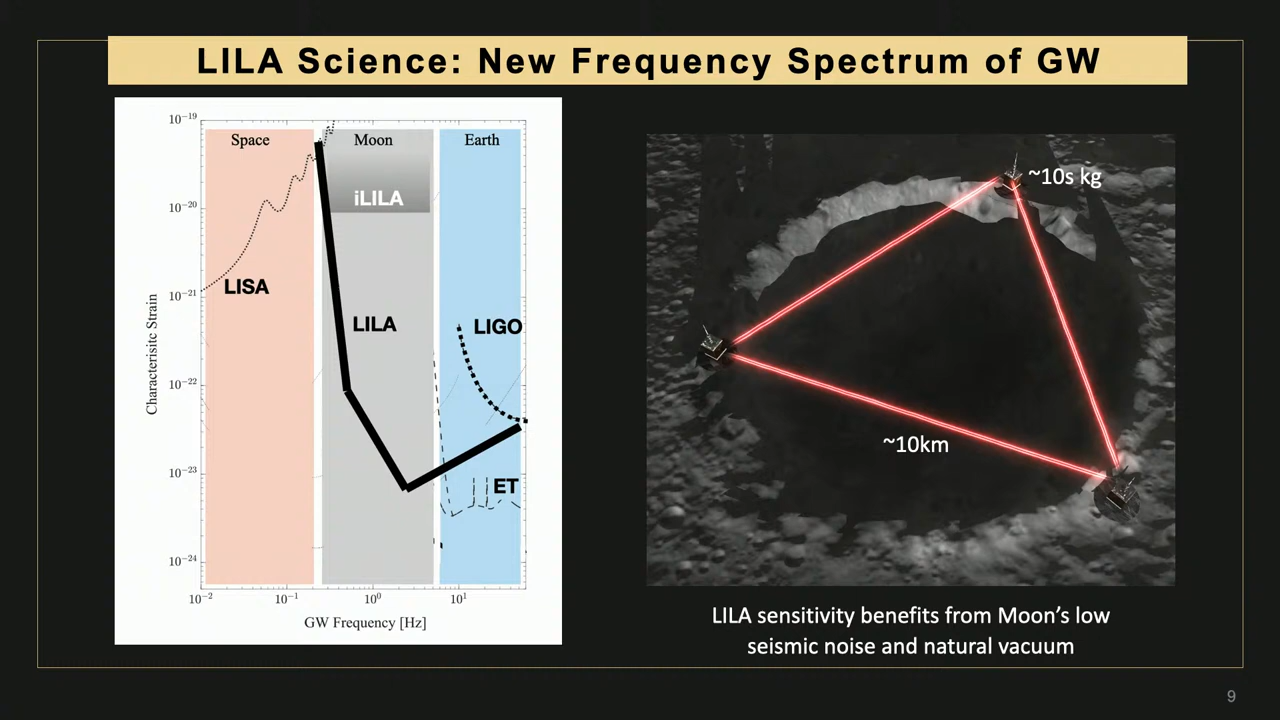 LILA Science: New Frequency Spectrum of GW
10⁻¹⁹
10⁻²⁰
10⁻²¹
10⁻²²
10⁻²³
10⁻²⁴
Characterisitc Strain
Space
Moon
Earth
iLILA
LISA
LILA
LIGO
ET
10⁻²
10⁻¹
10⁰
10¹
GW Frequency [Hz]
~10s kg
~10km
LILA sensitivity benefits from Moon’s low
seismic noise and natural vacuum
9